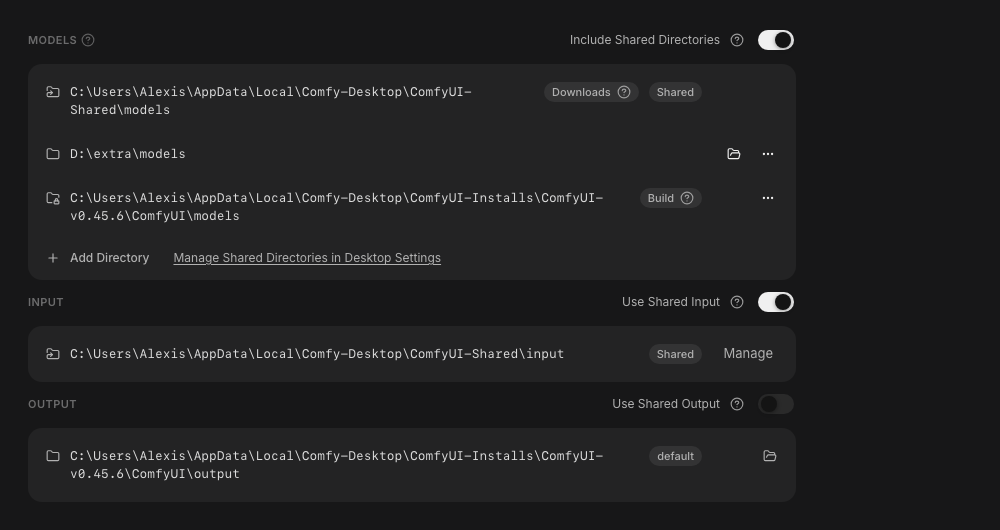 MODELS Include Shared Directories
C:\Users\Alexis\AppData\Local\Comfy-Desktop\ComfyUI- Downloads Shared
Shared\models
D:\extra\models
C:\Users\Alexis\AppData\Local\Comfy-Desktop\ComfyUI-Installs\ComfyUI- Build
v0.45.6\ComfyUI\models
+ Add Directory Manage Shared Directories in Desktop Settings
INPUT Use Shared Input
C:\Users\Alexis\AppData\Local\Comfy-Desktop\ComfyUI-Shared\input Shared Manage
OUTPUT Use Shared Output
C:\Users\Alexis\AppData\Local\Comfy-Desktop\ComfyUI-Installs\ComfyUI- default
v0.45.6\ComfyUI\output